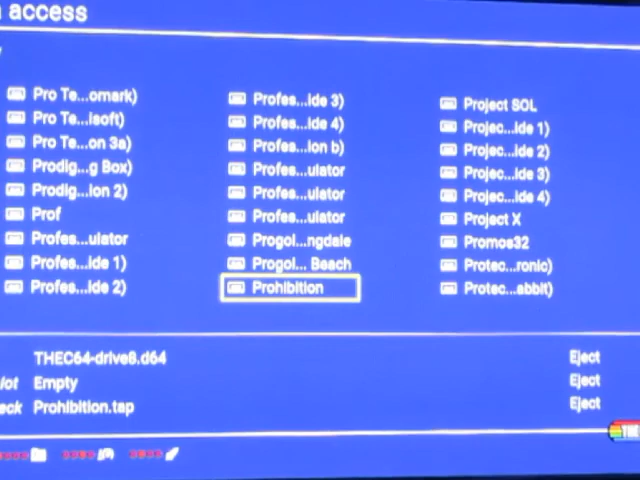 access
Pro Te...omark)
Pro Te...isoft)
Pro Te...on 3a)
Prodig...g Box)
Prodig...ion 2)
Prof
Profes...ulator
Profes...ide 1)
Profes...ide 2)
Profes...ide 3)
Profes...ide 4)
Profes...ion b)
Profes...ulator
Profes...ulator
Profes...ulator
Progol...ngdale
Progol... Beach
Prohibition
Project SOL
Projec...ide 1)
Projec...ide 2)
Projec...ide 3)
Projec...ide 4)
Project X
Promos32
Protec...ronic)
Protec...abbit)
THEC64-drive8.d64 Eject
lot Empty Eject
eck Prohibition.tap Eject
THE